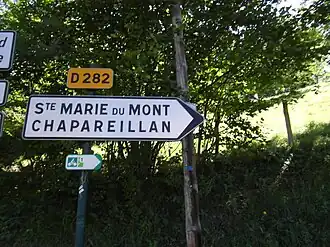 D 282
STE MARIE DU MONT
CHAPAREILLAN